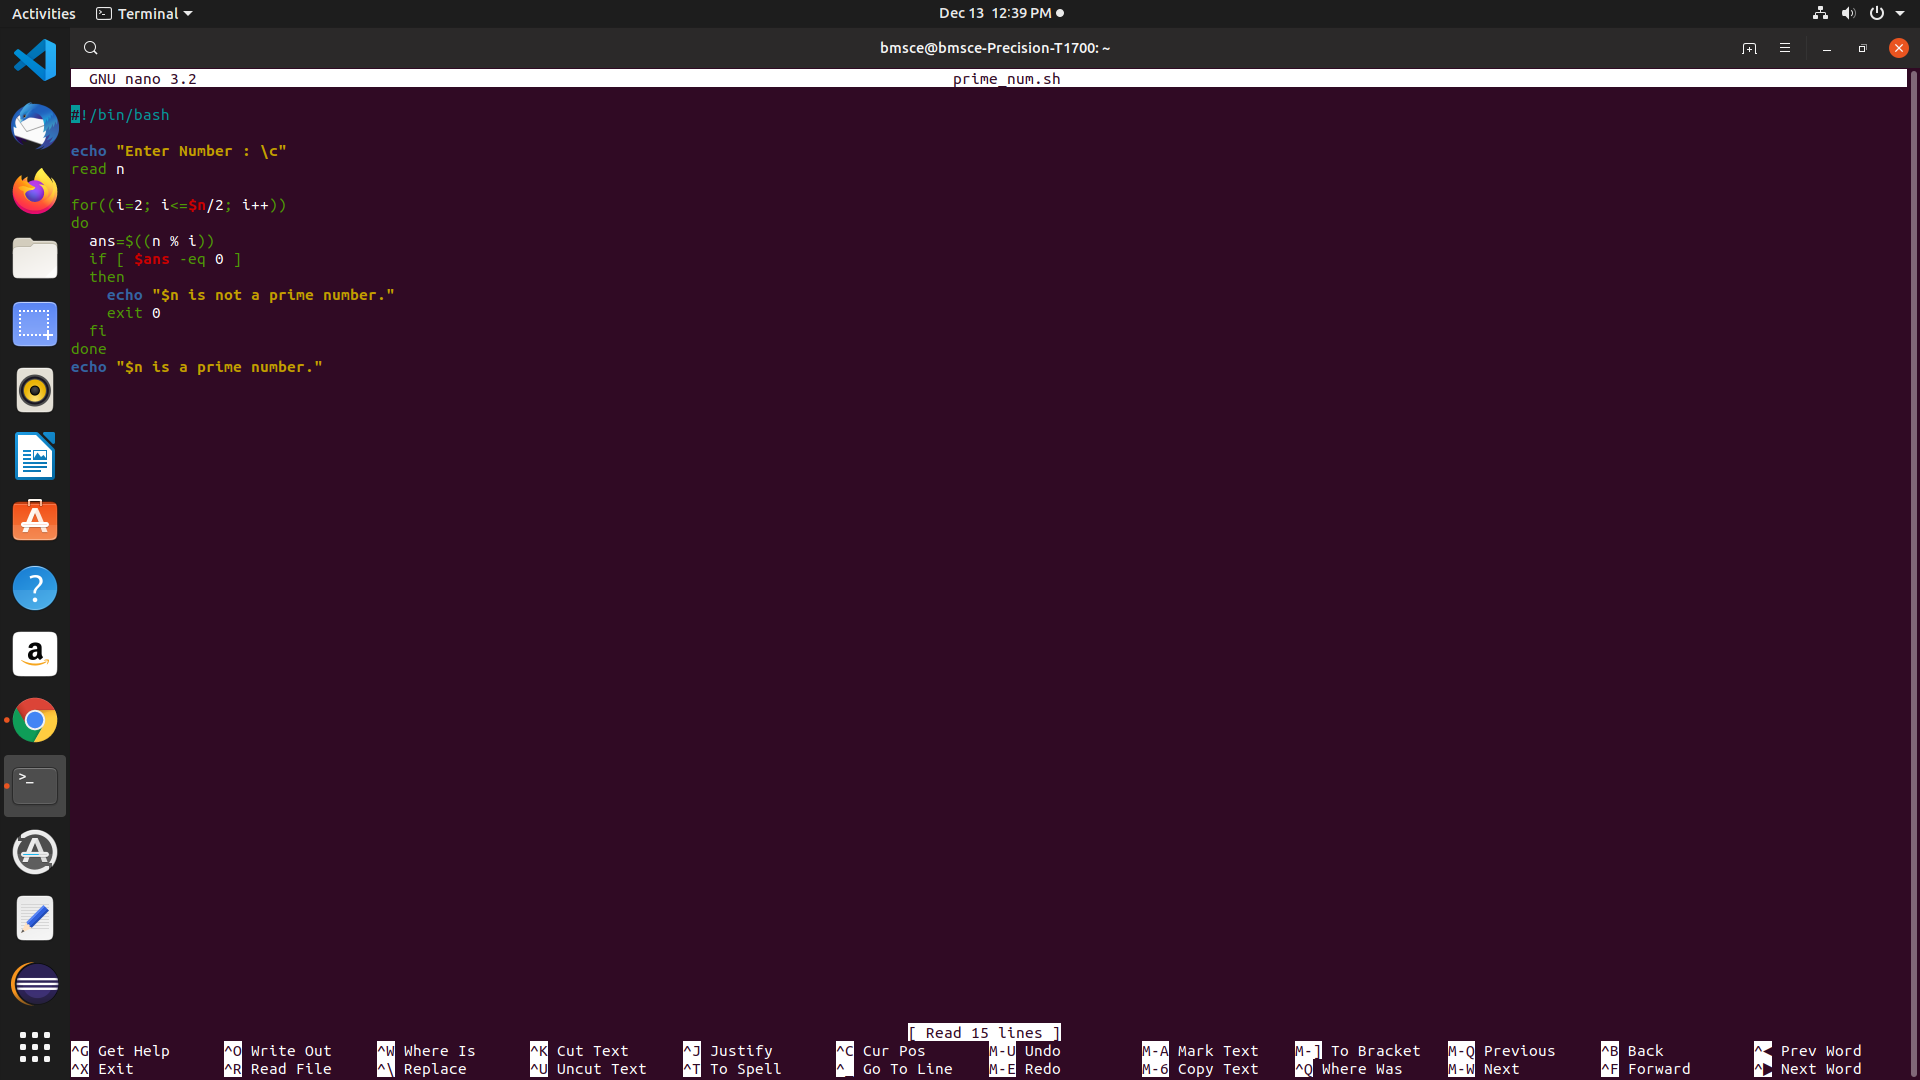 Activities Terminal Dec 13 12:39 PM
bmsce@bmsce-Precision-T1700: ~
GNU nano 3.2 prime_num.sh
#!/bin/bash
echo "Enter Number : \c"
read n
for((i=2; i<=$n/2; i++))
do
  ans=$((n % i))
  if [ $ans -eq 0 ]
  then
    echo "$n is not a prime number."
    exit 0
  fi
done
echo "$n is a prime number."
[ Read 15 lines ]
^G Get Help ^O Write Out ^W Where Is ^K Cut Text ^J Justify ^C Cur Pos M-U Undo M-A Mark Text M-] To Bracket M-Q Previous ^B Back ^◀ Prev Word
^X Exit ^R Read File ^\ Replace ^U Uncut Text ^T To Spell ^_ Go To Line M-E Redo M-6 Copy Text ^Q Where Was M-W Next ^F Forward ^▶ Next Word